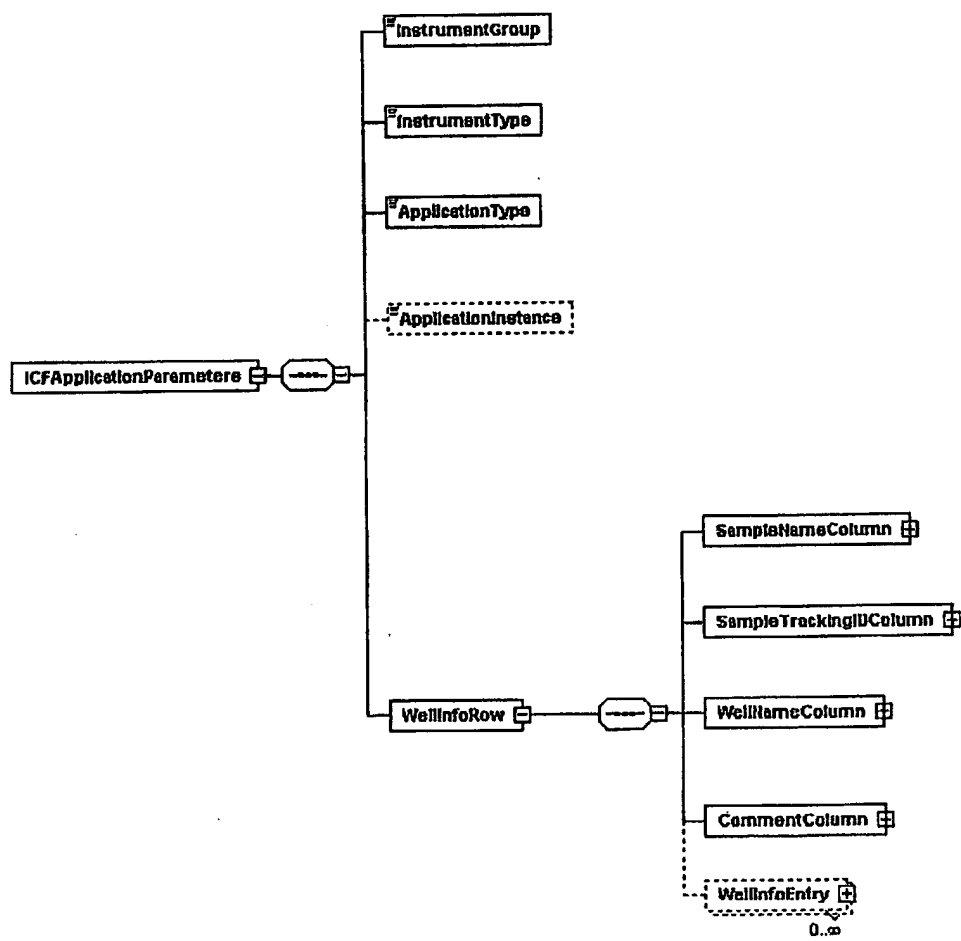 InstrumentGroup
InstrumentType
ApplicationType
ApplicationInstance
ICFApplicationParameters
SampleNameColumn
SampleTrackingIDColumn
WellInfoRow
WellNameColumn
CommentColumn
WellInfoEntry
0..∞